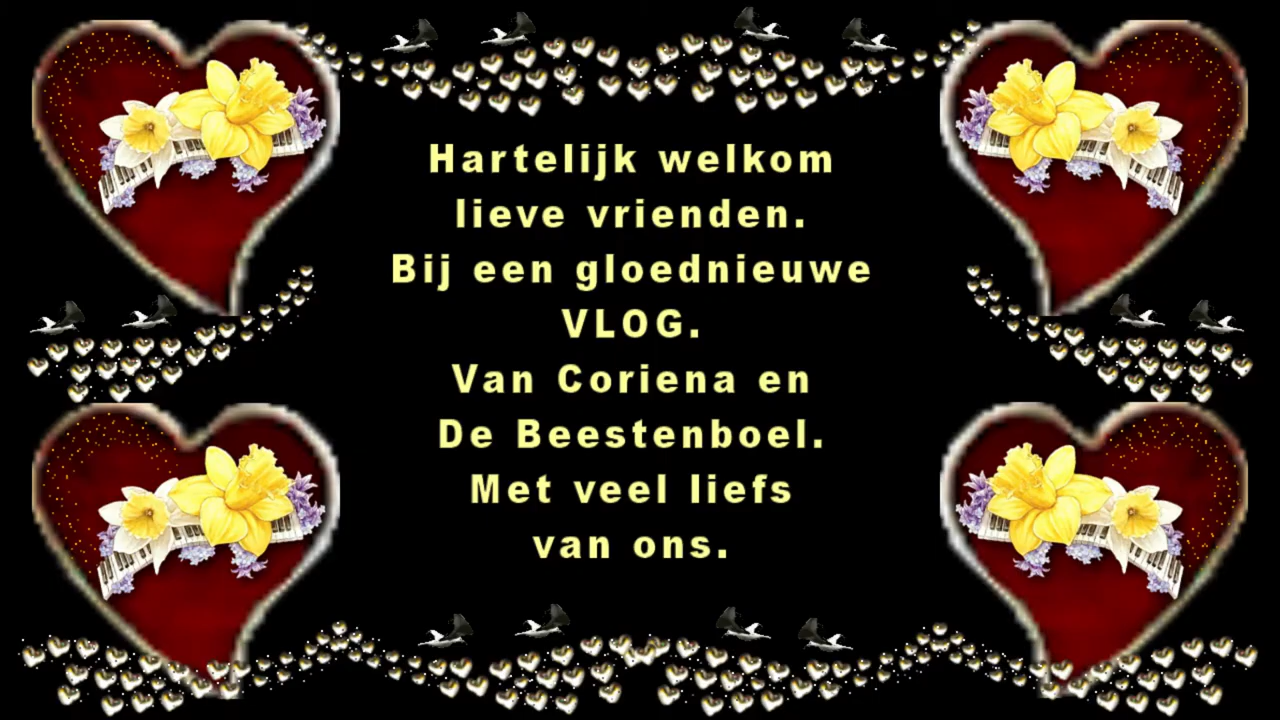 Hartelijk welkom
lieve vrienden.
Bij een gloednieuwe
VLOG.
Van Coriena en
De Beestenboel.
Met veel liefs
van ons.